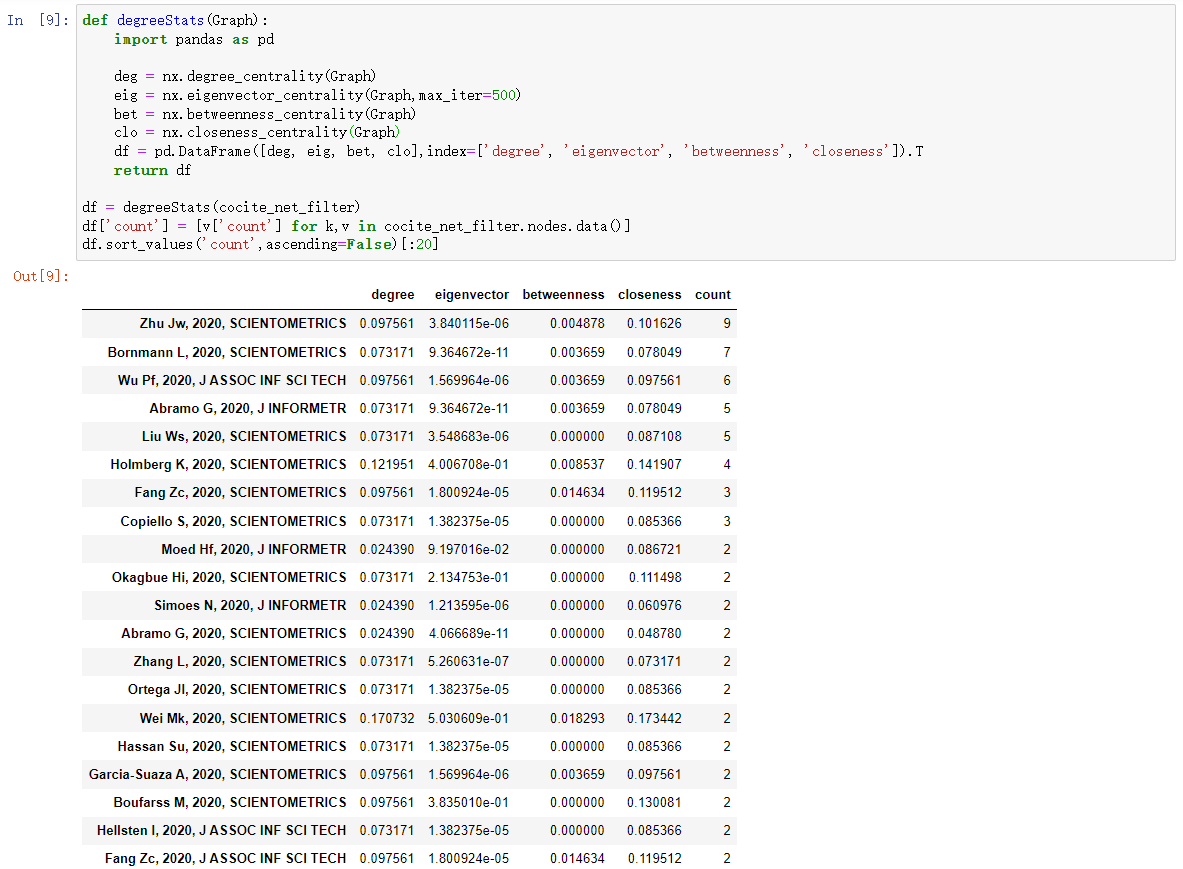 In [9]:
def degreeStats(Graph):
    import pandas as pd
    deg = nx.degree_centrality(Graph)
    eig = nx.eigenvector_centrality(Graph,max_iter=500)
    bet = nx.betweenness_centrality(Graph)
    clo = nx.closeness_centrality(Graph)
    df = pd.DataFrame([deg, eig, bet, clo],index=['degree', 'eigenvector', 'betweenness', 'closeness']).T
    return df
df = degreeStats(cocite_net_filter)
df['count'] = [v['count'] for k,v in cocite_net_filter.nodes.data()]
df.sort_values('count',ascending=False)[:20]
Out[9]:
degree eigenvector betweenness closeness count
Zhu Jw, 2020, SCIENTOMETRICS 0.097561 3.840115e-06 0.004878 0.101626 9
Bornmann L, 2020, SCIENTOMETRICS 0.073171 9.364672e-11 0.003659 0.078049 7
Wu Pf, 2020, J ASSOC INF SCI TECH 0.097561 1.569964e-06 0.003659 0.097561 6
Abramo G, 2020, J INFORMETR 0.073171 9.364672e-11 0.003659 0.078049 5
Liu Ws, 2020, SCIENTOMETRICS 0.073171 3.548683e-06 0.000000 0.087108 5
Holmberg K, 2020, SCIENTOMETRICS 0.121951 4.006708e-01 0.008537 0.141907 4
Fang Zc, 2020, SCIENTOMETRICS 0.097561 1.800924e-05 0.014634 0.119512 3
Copiello S, 2020, SCIENTOMETRICS 0.073171 1.382375e-05 0.000000 0.085366 3
Moed Hf, 2020, J INFORMETR 0.024390 9.197016e-02 0.000000 0.086721 2
Okagbue Hi, 2020, SCIENTOMETRICS 0.073171 2.134753e-01 0.000000 0.111498 2
Simoes N, 2020, J INFORMETR 0.024390 1.213595e-06 0.000000 0.060976 2
Abramo G, 2020, SCIENTOMETRICS 0.024390 4.066689e-11 0.000000 0.048780 2
Zhang L, 2020, SCIENTOMETRICS 0.073171 5.260631e-07 0.000000 0.073171 2
Ortega Jl, 2020, SCIENTOMETRICS 0.073171 1.382375e-05 0.000000 0.085366 2
Wei Mk, 2020, SCIENTOMETRICS 0.170732 5.030609e-01 0.018293 0.173442 2
Hassan Su, 2020, SCIENTOMETRICS 0.073171 1.382375e-05 0.000000 0.085366 2
Garcia-Suaza A, 2020, SCIENTOMETRICS 0.097561 1.569964e-06 0.003659 0.097561 2
Boufarss M, 2020, SCIENTOMETRICS 0.097561 3.835010e-01 0.000000 0.130081 2
Hellsten I, 2020, J ASSOC INF SCI TECH 0.073171 1.382375e-05 0.000000 0.085366 2
Fang Zc, 2020, J ASSOC INF SCI TECH 0.097561 1.800924e-05 0.014634 0.119512 2